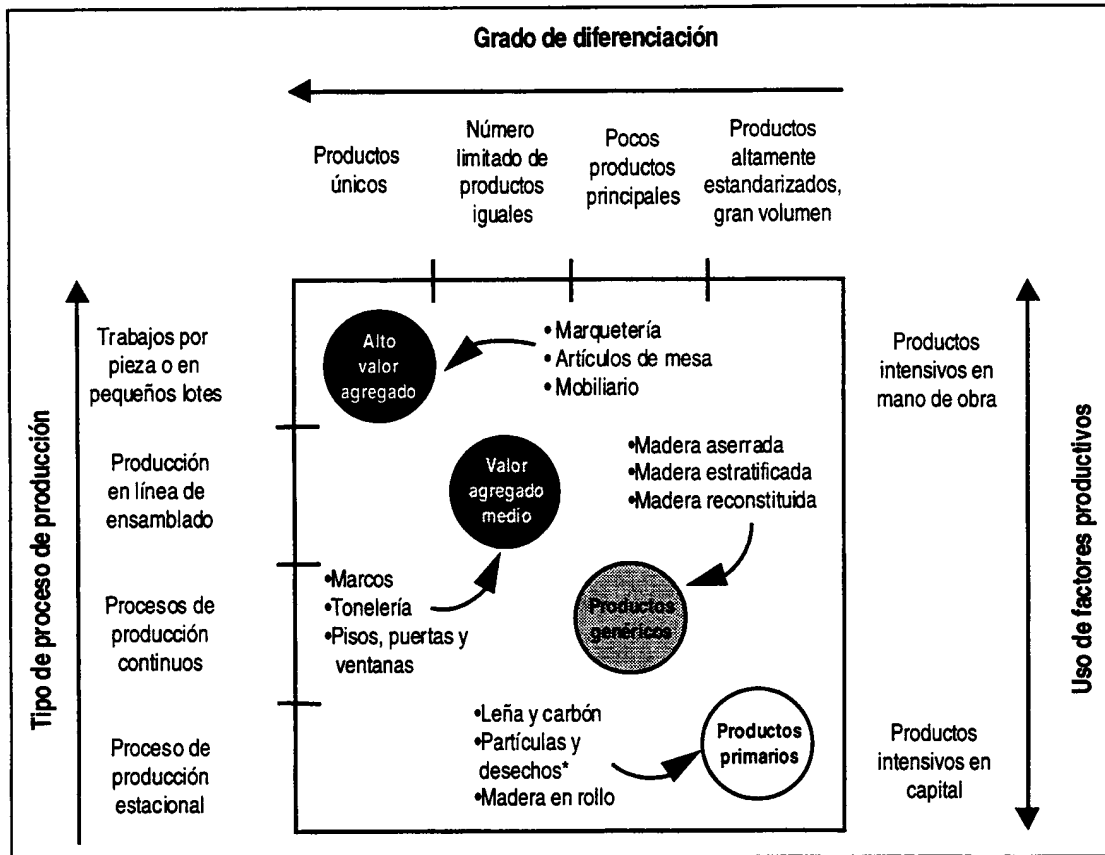 Grado de diferenciación
Productos
únicos
Número
limitado de
productos
iguales
Pocos
productos
principales
Productos
altamente
estandarizados,
gran volumen
Tipo de proceso de producción
Trabajos por
pieza o en
pequeños lotes
Alto
valor
agregado
• Marquetería
• Artículos de mesa
• Mobiliario
Productos
intensivos en
mano de obra
Uso de factores productivos
Producción
en línea de
ensamblado
Valor
agregado
medio
•Madera aserrada
•Madera estratificada
•Madera reconstituida
Procesos de
producción
continuos
•Marcos
•Tonelería
•Pisos, puertas y
ventanas
Productos
genéricos
Proceso de
producción
estacional
•Leña y carbón
•Partículas y
desechos*
•Madera en rollo
Productos
primarios
Productos
intensivos en
capital